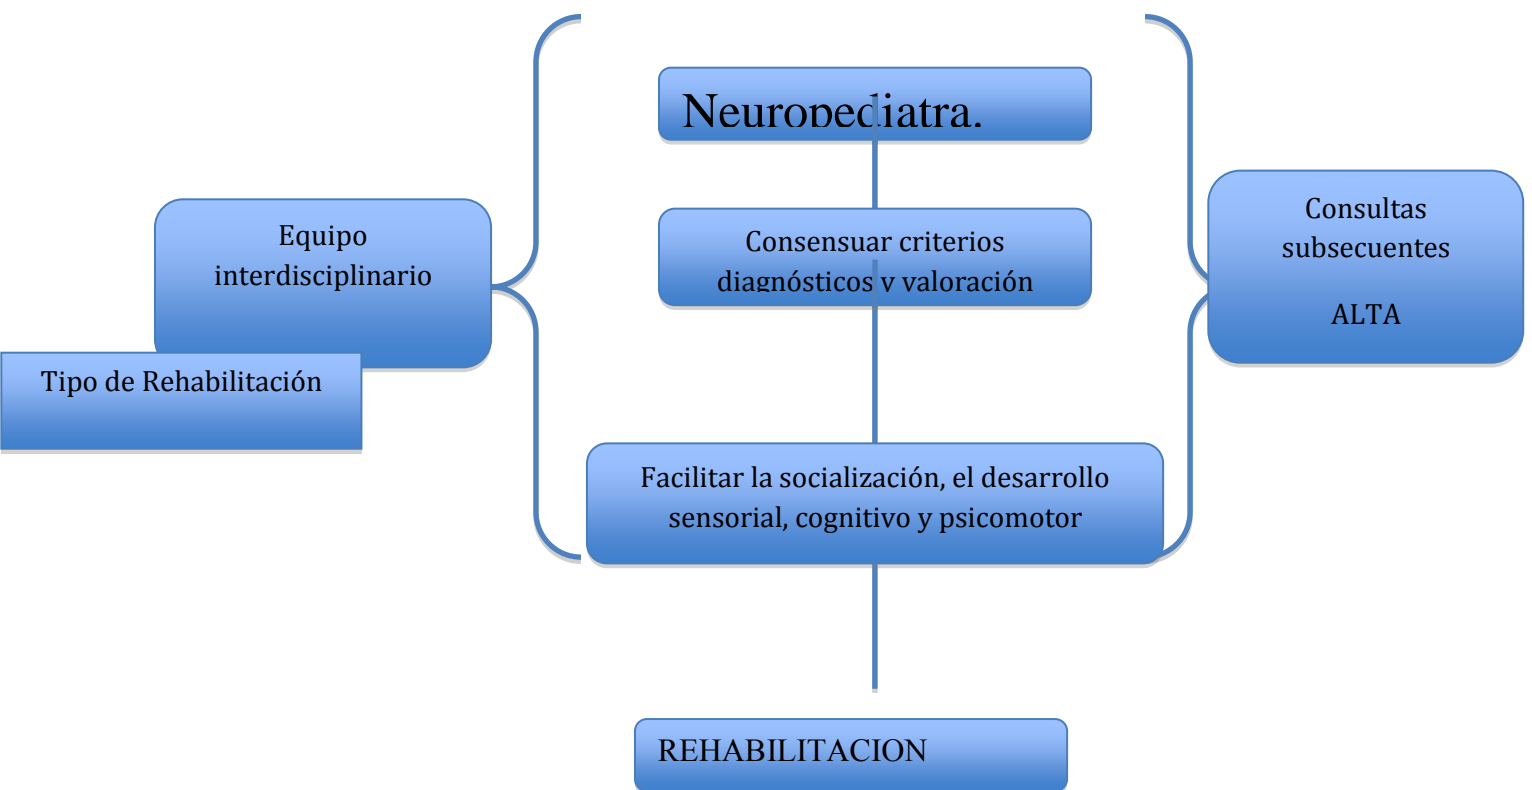 Neuropediatra.
Equipo
interdisciplinario
Tipo de Rehabilitación
Consensuar criterios
diagnósticos y valoración
Facilitar la socialización, el desarrollo
sensorial, cognitivo y psicomotor
Consultas
subsecuentes
ALTA
REHABILITACION